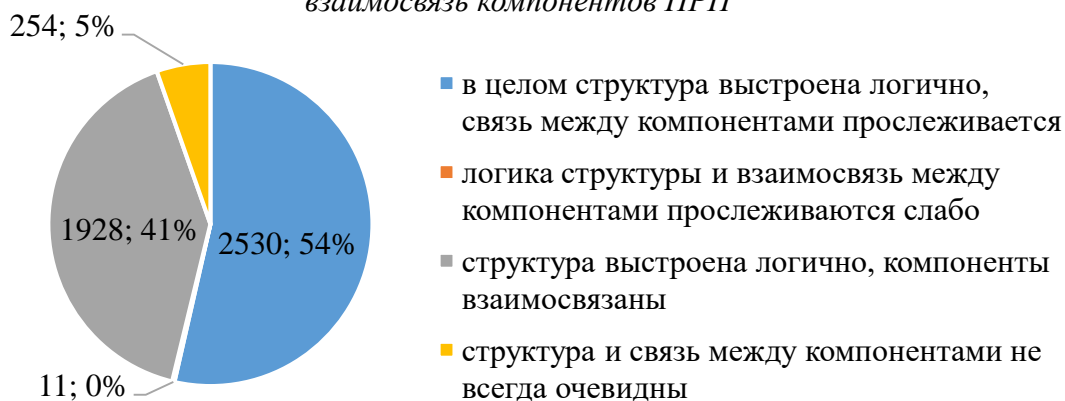 взаимосвязь компонентов ПРП
254; 5%
1928; 41%
2530; 54%
11; 0%
в целом структура выстроена логично,
связь между компонентами прослеживается
логика структуры и взаимосвязь между
компонентами прослеживаются слабо
структура выстроена логично, компоненты
взаимосвязаны
структура и связь между компонентами не
всегда очевидны